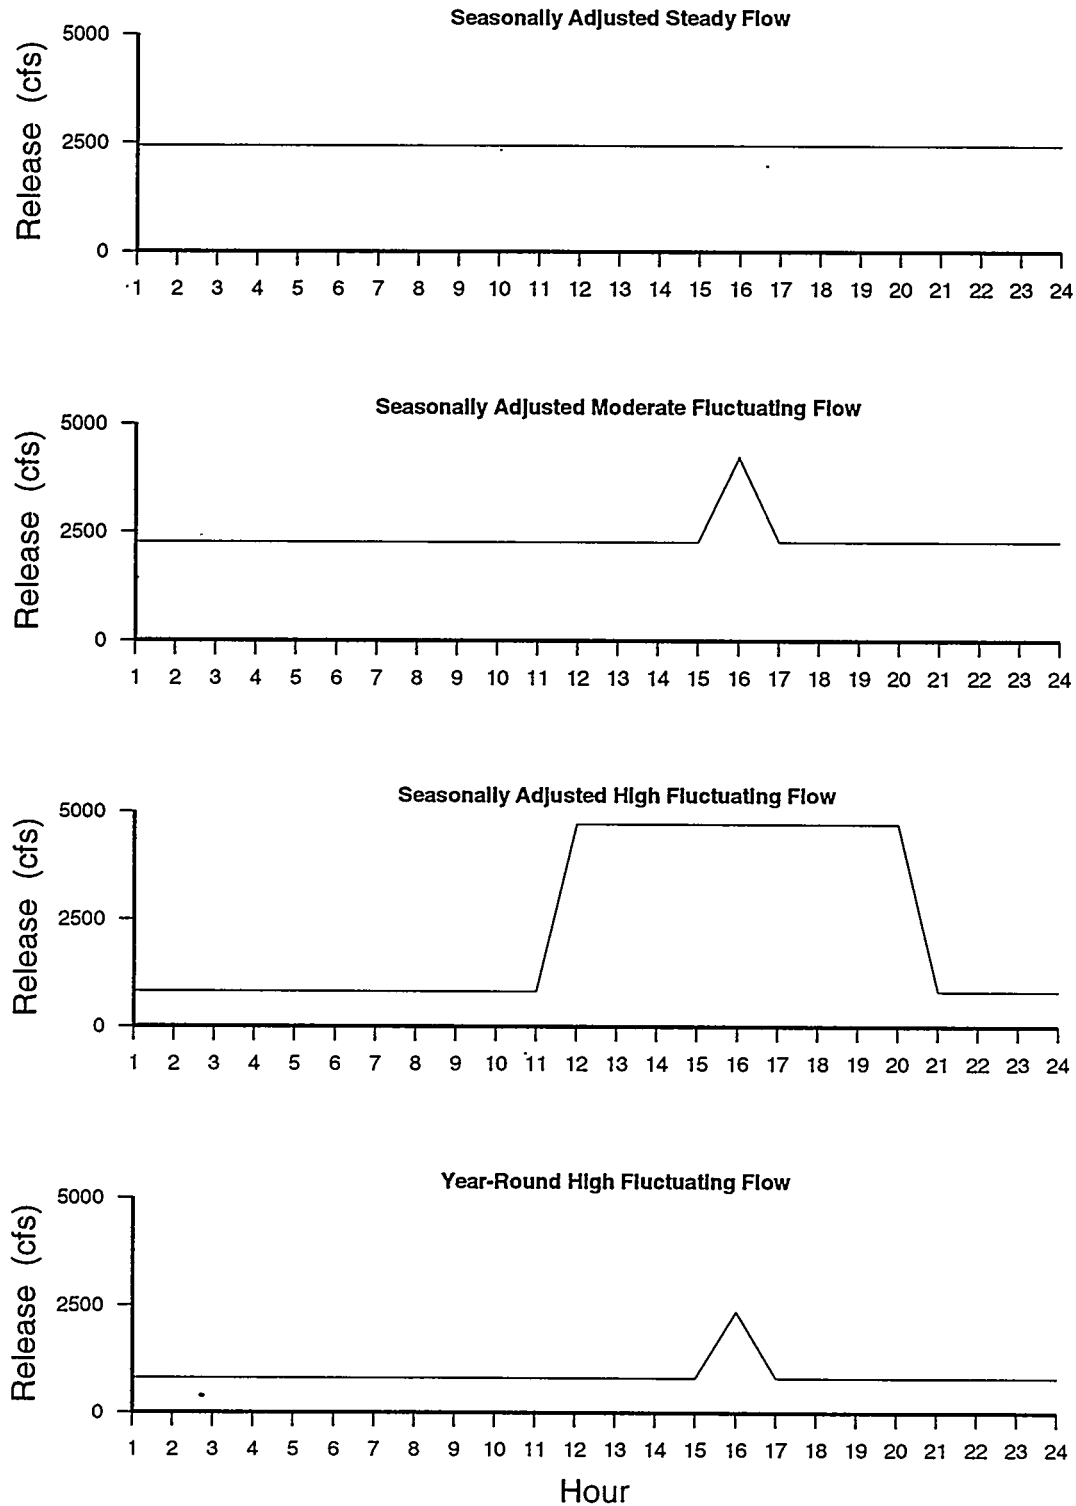 Seasonally Adjusted Steady Flow
Release (cfs)
5000
2500
0
1 2 3 4 5 6 7 8 9 10 11 12 13 14 15 16 17 18 19 20 21 22 23 24
Seasonally Adjusted Moderate Fluctuating Flow
Release (cfs)
5000
2500
0
1 2 3 4 5 6 7 8 9 10 11 12 13 14 15 16 17 18 19 20 21 22 23 24
Seasonally Adjusted High Fluctuating Flow
Release (cfs)
5000
2500
0
1 2 3 4 5 6 7 8 9 10 11 12 13 14 15 16 17 18 19 20 21 22 23 24
Year-Round High Fluctuating Flow
Release (cfs)
5000
2500
0
1 2 3 4 5 6 7 8 9 10 11 12 13 14 15 16 17 18 19 20 21 22 23 24
Hour